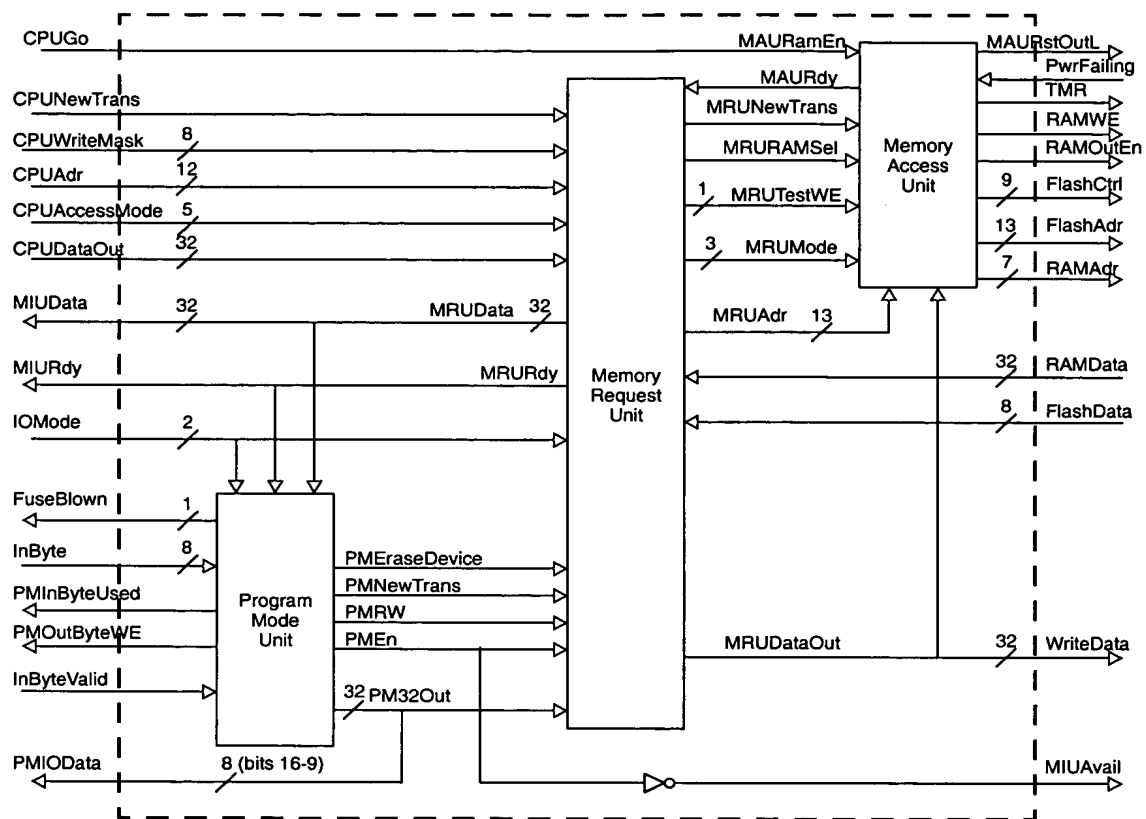 CPUGo
MAURamEn
MAURstOutL
PwrFailing
MAURdy
TMR
CPUNewTrans
MRUNewTrans
RAMWE
CPUWriteMask
8
MRURAMSel
Memory
Access
Unit
RAMOutEn
CPUAdr
12
1
MRUTestWE
9
FlashCtrl
CPUAccessMode
5
13
FlashAdr
CPUDataOut
32
3
MRUMode
7
RAMAdr
MIUData
32
MRUData
32
MRUAdr
13
MIURdy
MRURdy
Memory
Request
Unit
32
RAMData
IOMode
2
8
FlashData
FuseBlown
1
InByte
8
PMEraseDevice
PMInByteUsed
Program
Mode
Unit
PMNewTrans
PMRW
PMOutByteWE
PMEn
MRUDataOut
32
WriteData
InByteValid
32
PM32Out
PMIOData
8 (bits 16-9)
MIUAvail